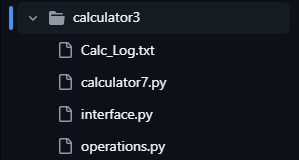 calculator3
Calc_Log.txt
calculator7.py
interface.py
operations.py